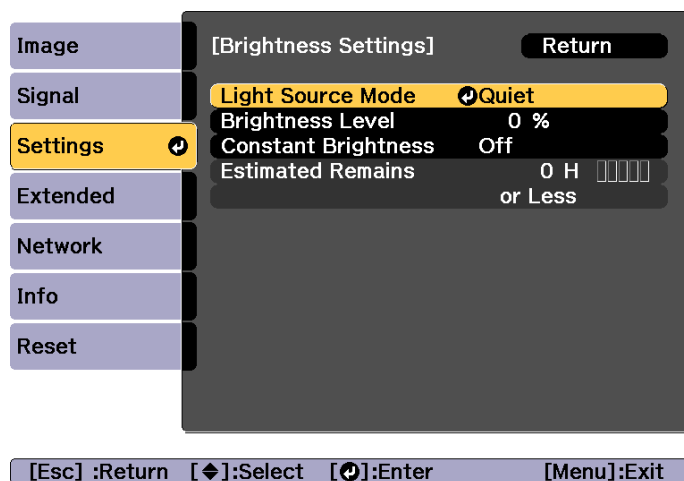 Image
Signal
Settings
Extended
Network
Info
Reset
[Brightness Settings] Return
Light Source Mode Quiet
Brightness Level 0 %
Constant Brightness Off
Estimated Remains 0 H
or Less
[Esc] :Return [◆]:Select [↵]:Enter [Menu]:Exit